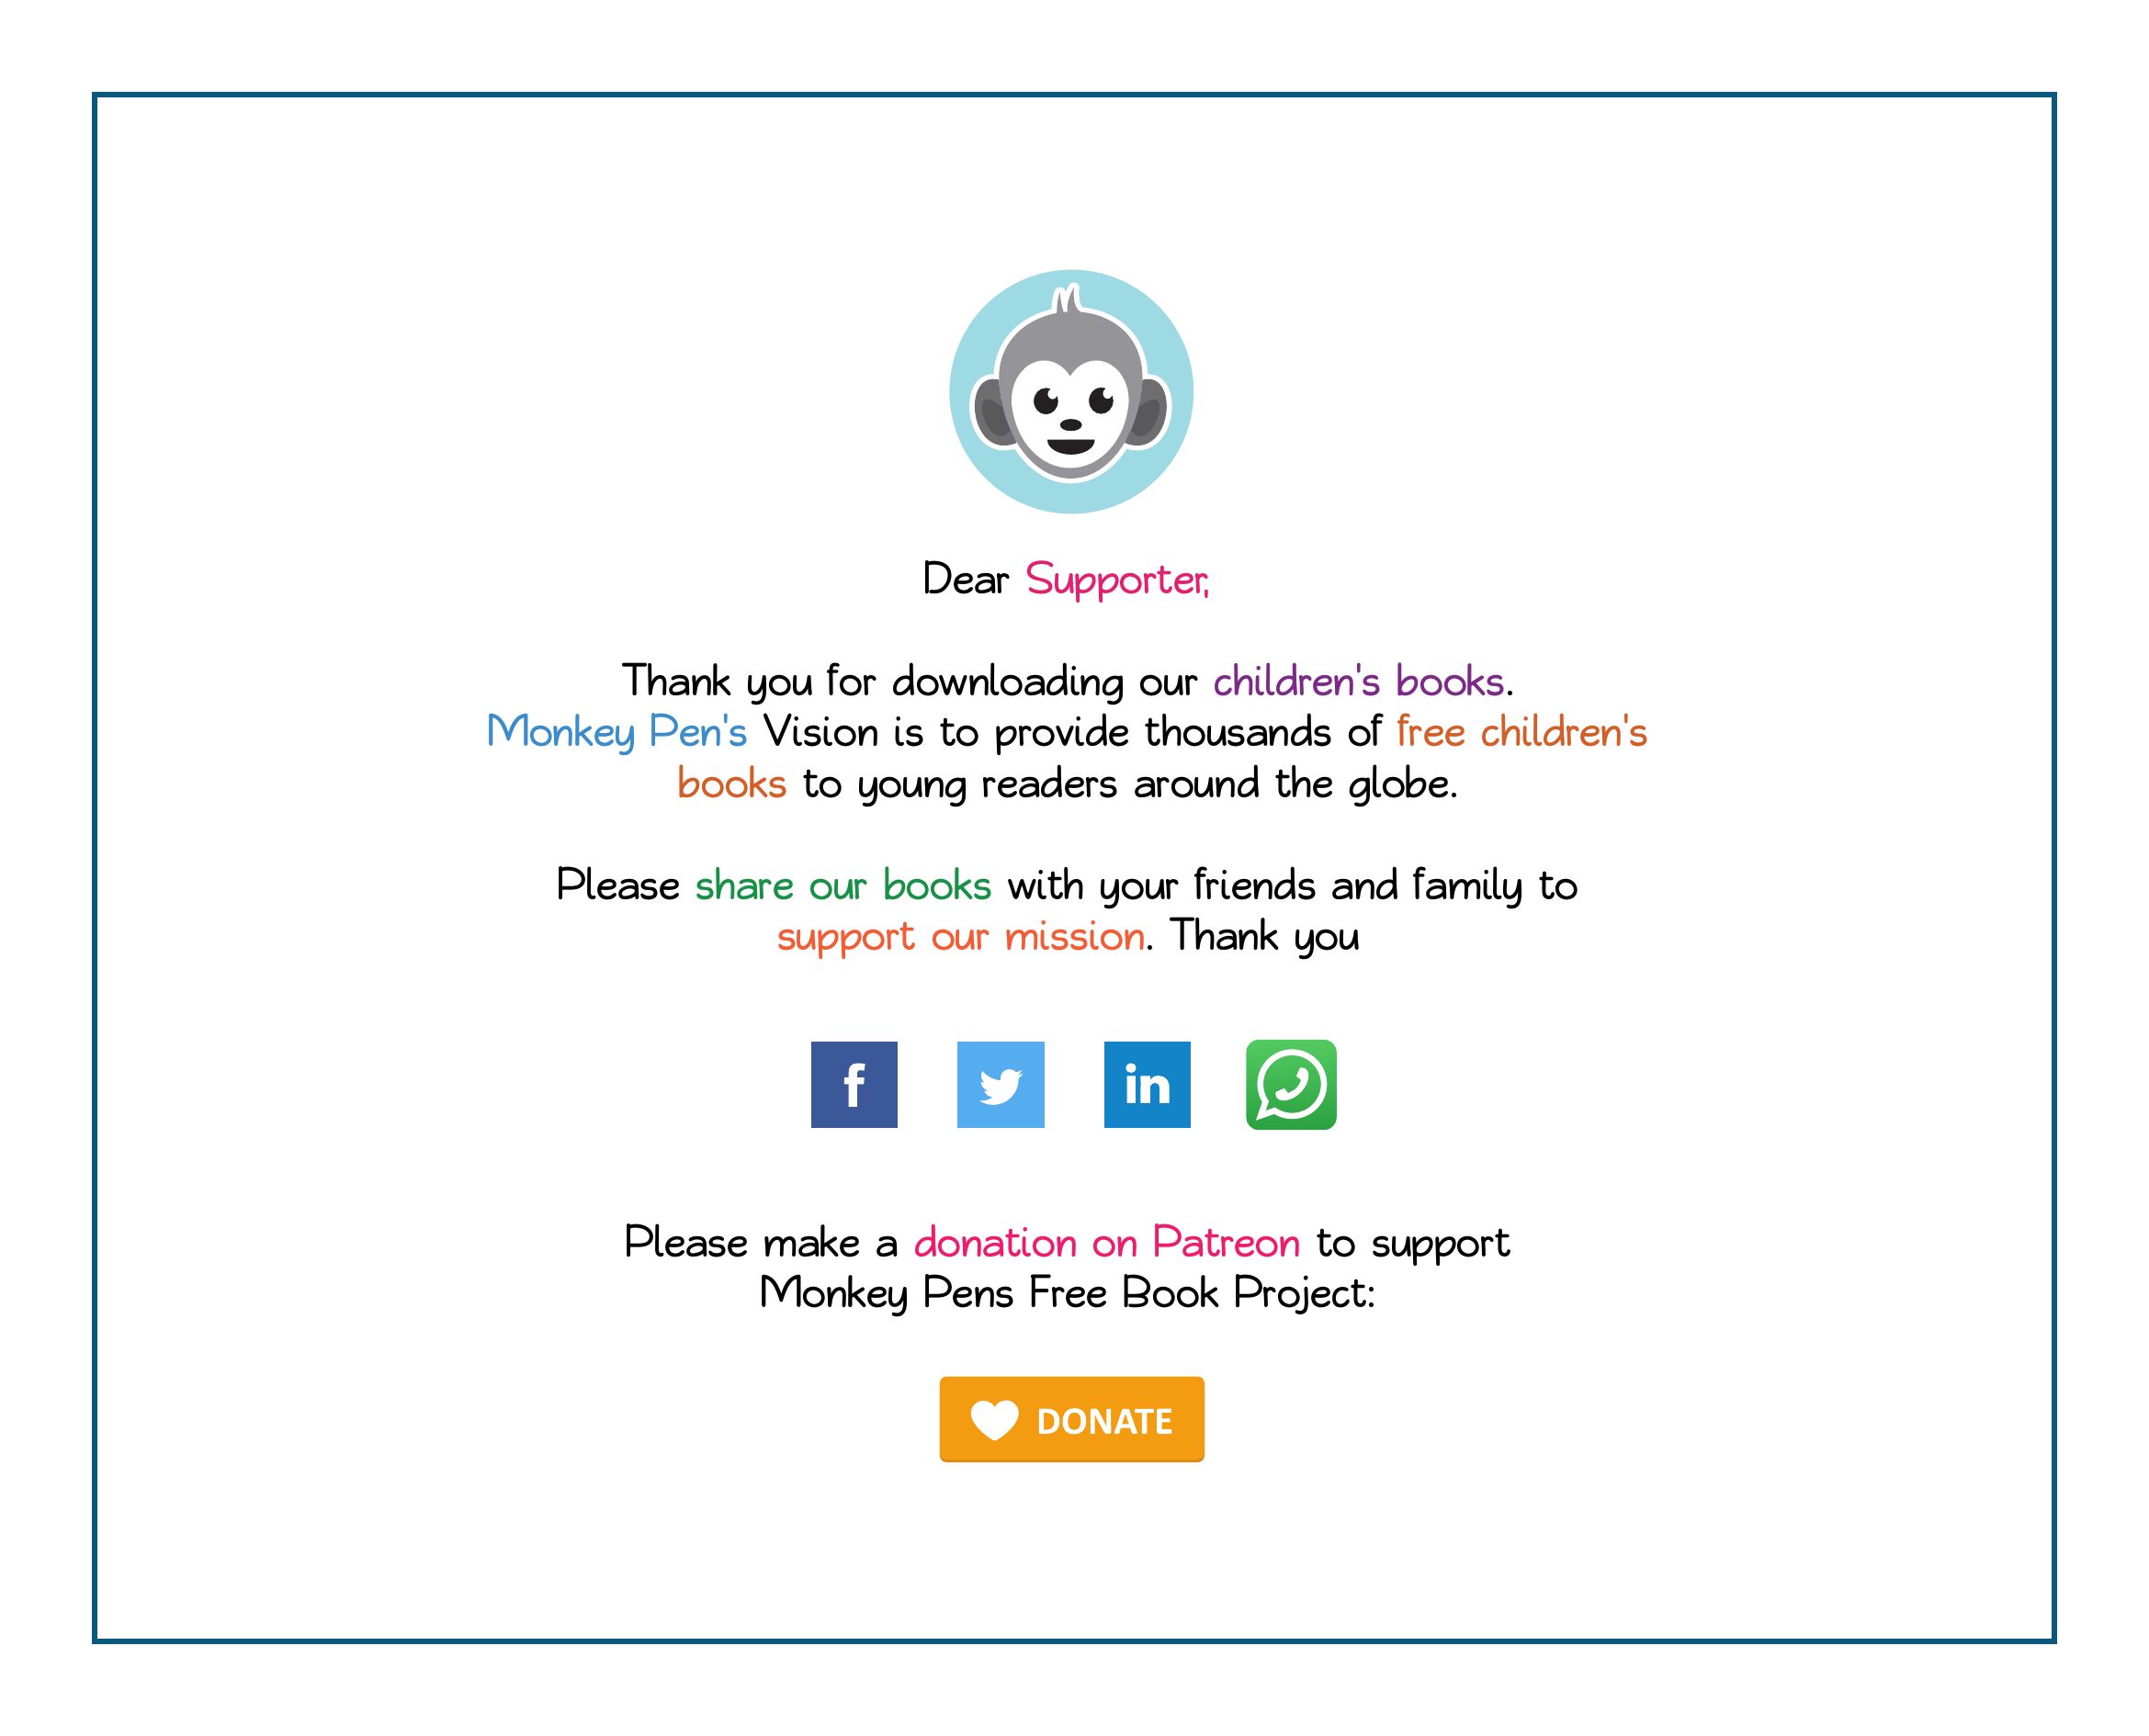 Dear Supporter,
Thank you for downloading our children's books.
Monkey Pen's Vision is to provide thousands of free children's
books to young readers around the globe.
Please share our books with your friends and family to
support our mission. Thank you
f
in
Please make a donation on Patreon to support
Monkey Pens Free Book Project:
DONATE